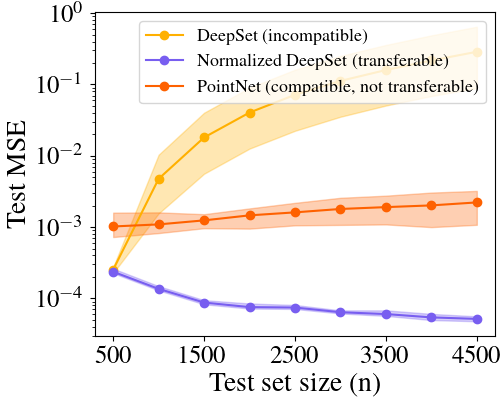 10^0
10^-1
10^-2
10^-3
10^-4
Test MSE
DeepSet (incompatible)
Normalized DeepSet (transferable)
PointNet (compatible, not transferable)
500 1500 2500 3500 4500
Test set size (n)